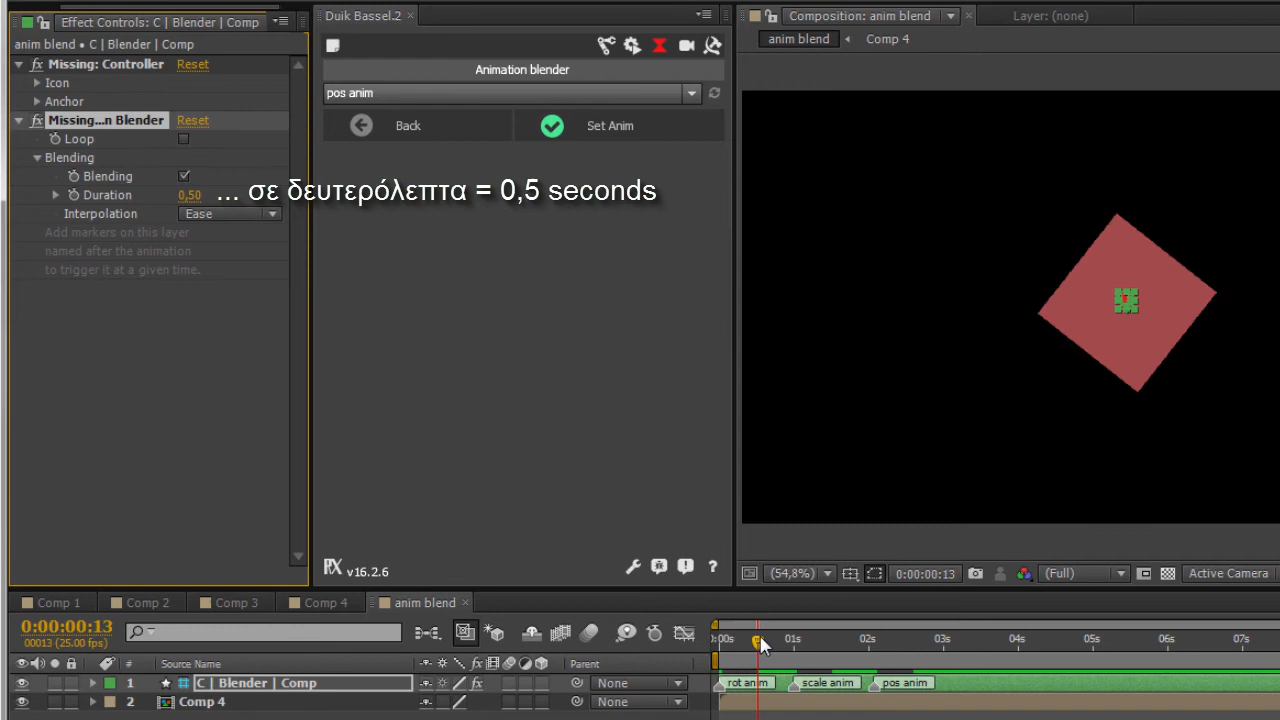 Effect Controls: C | Blender | Comp
anim blend • C | Blender | Comp
fx Missing: Controller Reset
Icon
Anchor
fx Missing...n Blender Reset
Loop
Blending
Blending
Duration 0,50
Interpolation Ease
Add markers on this layer
named after the animation
to trigger it at a given time.
... σε δευτερόλεπτα = 0,5 seconds
Duik Bassel.2
Animation blender
pos anim
Back Set Anim
v16.2.6
?
Composition: anim blend Layer: (none)
anim blend Comp 4
(54,8%) 0:00:00:13 (Full) Active Camera
Comp 1 Comp 2 Comp 3 Comp 4 anim blend
0:00:00:13
00013 (25.00 fps)
:00s 01s 02s 03s 04s 05s 06s 07s
# Source Name fx Parent
1 C | Blender | Comp fx None rot anim scale anim pos anim
2 Comp 4 None